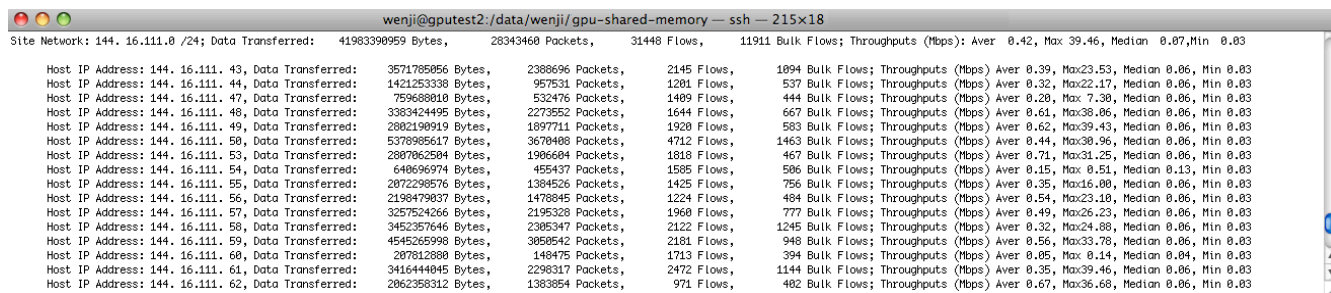 wenji@gputest2:/data/wenji/gpu-shared-memory — ssh — 215×18
Site Network: 144. 16.111.0 /24; Data Transferred: 41983390959 Bytes, 28343460 Packets, 31448 Flows, 11911 Bulk Flows; Throughputs (Mbps): Aver 0.42, Max 39.46, Median 0.07,Min 0.03
Host IP Address: 144. 16.111. 43, Data Transferred: 3571785056 Bytes, 2388696 Packets, 2145 Flows, 1094 Bulk Flows; Throughputs (Mbps) Aver 0.39, Max23.53, Median 0.06, Min 0.03
Host IP Address: 144. 16.111. 44, Data Transferred: 1421253338 Bytes, 957531 Packets, 1201 Flows, 537 Bulk Flows; Throughputs (Mbps) Aver 0.32, Max22.17, Median 0.06, Min 0.03
Host IP Address: 144. 16.111. 47, Data Transferred: 759688010 Bytes, 532476 Packets, 1409 Flows, 444 Bulk Flows; Throughputs (Mbps) Aver 0.20, Max 7.30, Median 0.06, Min 0.03
Host IP Address: 144. 16.111. 48, Data Transferred: 3383424495 Bytes, 2273552 Packets, 1644 Flows, 667 Bulk Flows; Throughputs (Mbps) Aver 0.61, Max38.06, Median 0.06, Min 0.03
Host IP Address: 144. 16.111. 49, Data Transferred: 2802190919 Bytes, 1897711 Packets, 1920 Flows, 583 Bulk Flows; Throughputs (Mbps) Aver 0.62, Max39.43, Median 0.06, Min 0.03
Host IP Address: 144. 16.111. 50, Data Transferred: 5378985617 Bytes, 3670408 Packets, 4712 Flows, 1463 Bulk Flows; Throughputs (Mbps) Aver 0.44, Max30.96, Median 0.06, Min 0.03
Host IP Address: 144. 16.111. 53, Data Transferred: 2807062504 Bytes, 1906604 Packets, 1818 Flows, 467 Bulk Flows; Throughputs (Mbps) Aver 0.71, Max31.25, Median 0.06, Min 0.03
Host IP Address: 144. 16.111. 54, Data Transferred: 640696974 Bytes, 455437 Packets, 1585 Flows, 506 Bulk Flows; Throughputs (Mbps) Aver 0.15, Max 0.51, Median 0.13, Min 0.03
Host IP Address: 144. 16.111. 55, Data Transferred: 2072298576 Bytes, 1384526 Packets, 1425 Flows, 756 Bulk Flows; Throughputs (Mbps) Aver 0.35, Max16.00, Median 0.06, Min 0.03
Host IP Address: 144. 16.111. 56, Data Transferred: 2198479037 Bytes, 1478845 Packets, 1224 Flows, 484 Bulk Flows; Throughputs (Mbps) Aver 0.54, Max23.10, Median 0.06, Min 0.03
Host IP Address: 144. 16.111. 57, Data Transferred: 3257524266 Bytes, 2195328 Packets, 1960 Flows, 777 Bulk Flows; Throughputs (Mbps) Aver 0.49, Max26.23, Median 0.06, Min 0.03
Host IP Address: 144. 16.111. 58, Data Transferred: 3452357646 Bytes, 2305347 Packets, 2122 Flows, 1245 Bulk Flows; Throughputs (Mbps) Aver 0.32, Max24.88, Median 0.06, Min 0.03
Host IP Address: 144. 16.111. 59, Data Transferred: 4545265998 Bytes, 3050542 Packets, 2181 Flows, 948 Bulk Flows; Throughputs (Mbps) Aver 0.56, Max33.78, Median 0.06, Min 0.03
Host IP Address: 144. 16.111. 60, Data Transferred: 207812880 Bytes, 148475 Packets, 1713 Flows, 394 Bulk Flows; Throughputs (Mbps) Aver 0.05, Max 0.14, Median 0.04, Min 0.03
Host IP Address: 144. 16.111. 61, Data Transferred: 3416444045 Bytes, 2298317 Packets, 2472 Flows, 1144 Bulk Flows; Throughputs (Mbps) Aver 0.35, Max39.46, Median 0.06, Min 0.03
Host IP Address: 144. 16.111. 62, Data Transferred: 2062358312 Bytes, 1383854 Packets, 971 Flows, 402 Bulk Flows; Throughputs (Mbps) Aver 0.67, Max36.68, Median 0.06, Min 0.03